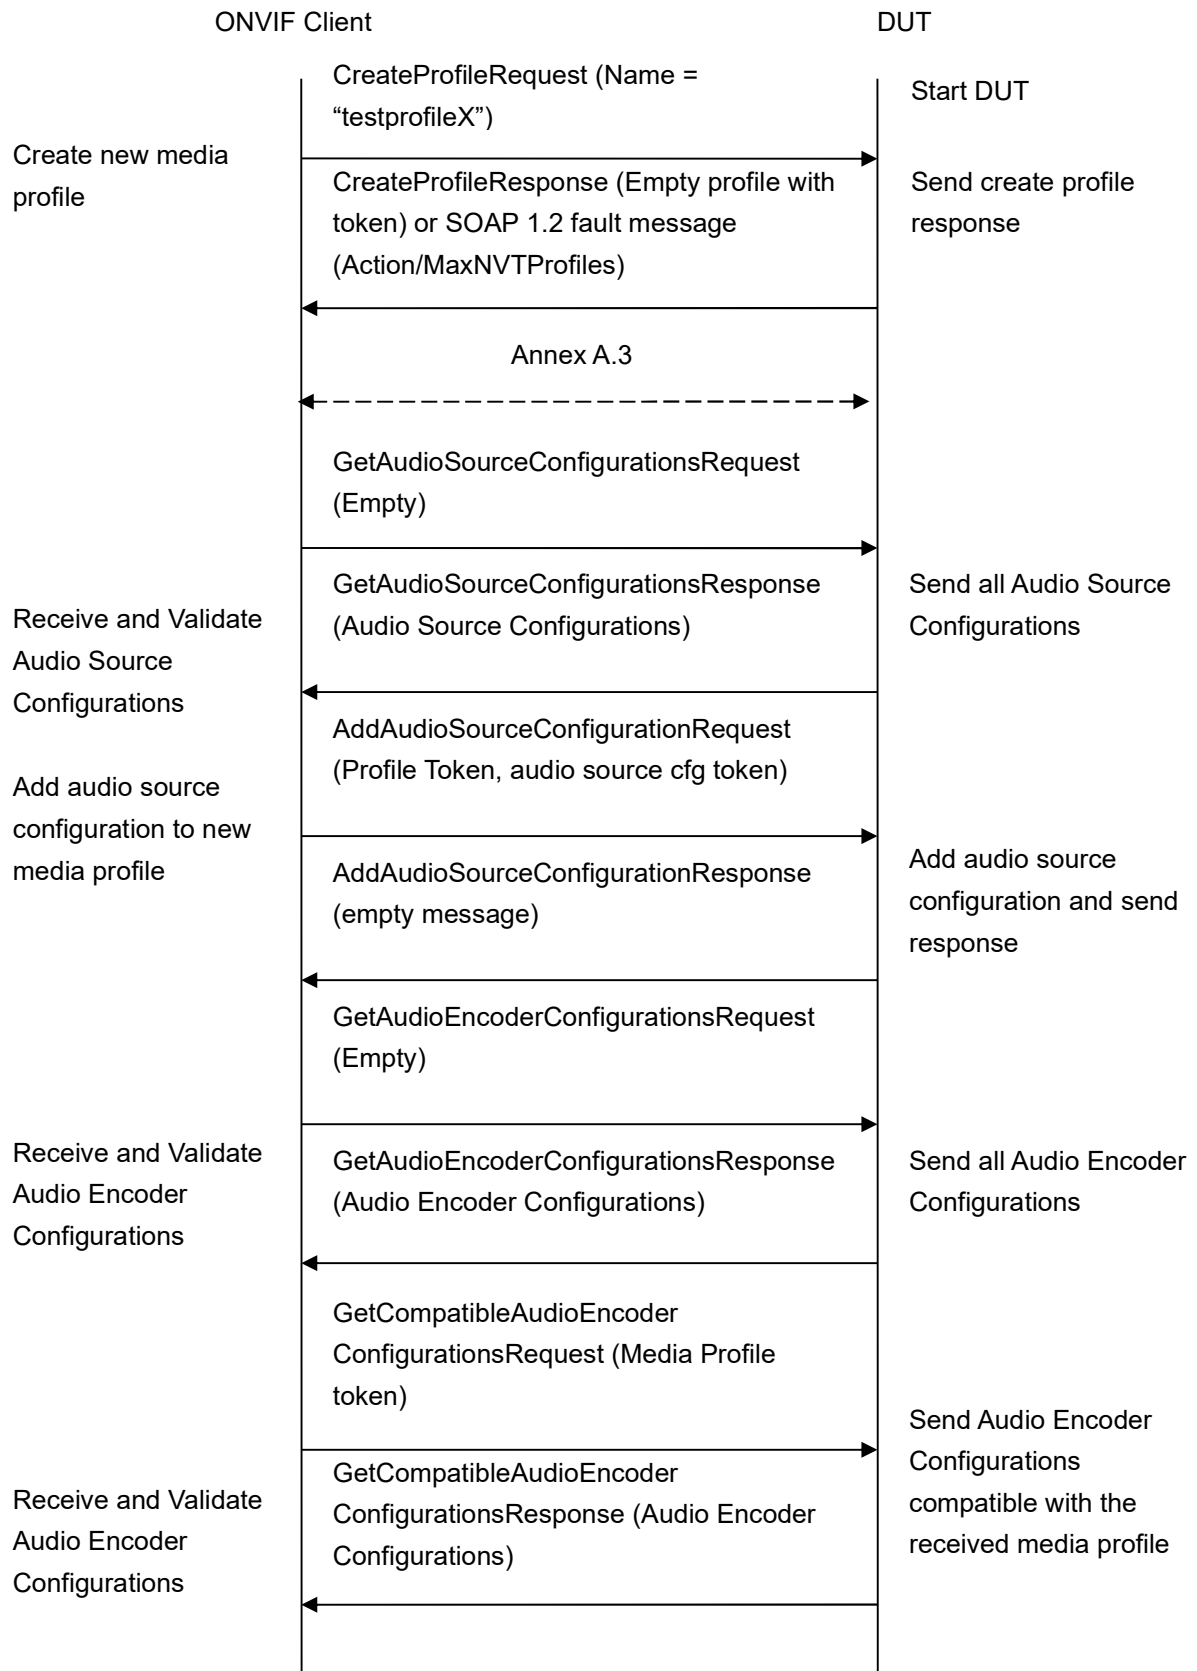 ONVIF Client
DUT
CreateProfileRequest (Name =
“testprofileX”)
Start DUT
Create new media
profile
CreateProfileResponse (Empty profile with
token) or SOAP 1.2 fault message
(Action/MaxNVTProfiles)
Send create profile
response
Annex A.3
GetAudioSourceConfigurationsRequest
(Empty)
GetAudioSourceConfigurationsResponse
(Audio Source Configurations)
Send all Audio Source
Configurations
Receive and Validate
Audio Source
Configurations
AddAudioSourceConfigurationRequest
(Profile Token, audio source cfg token)
Add audio source
configuration to new
media profile
AddAudioSourceConfigurationResponse
(empty message)
Add audio source
configuration and send
response
GetAudioEncoderConfigurationsRequest
(Empty)
Receive and Validate
Audio Encoder
Configurations
GetAudioEncoderConfigurationsResponse
(Audio Encoder Configurations)
Send all Audio Encoder
Configurations
GetCompatibleAudioEncoder
ConfigurationsRequest (Media Profile
token)
Send Audio Encoder
Configurations
compatible with the
received media profile
GetCompatibleAudioEncoder
ConfigurationsResponse (Audio Encoder
Configurations)
Receive and Validate
Audio Encoder
Configurations